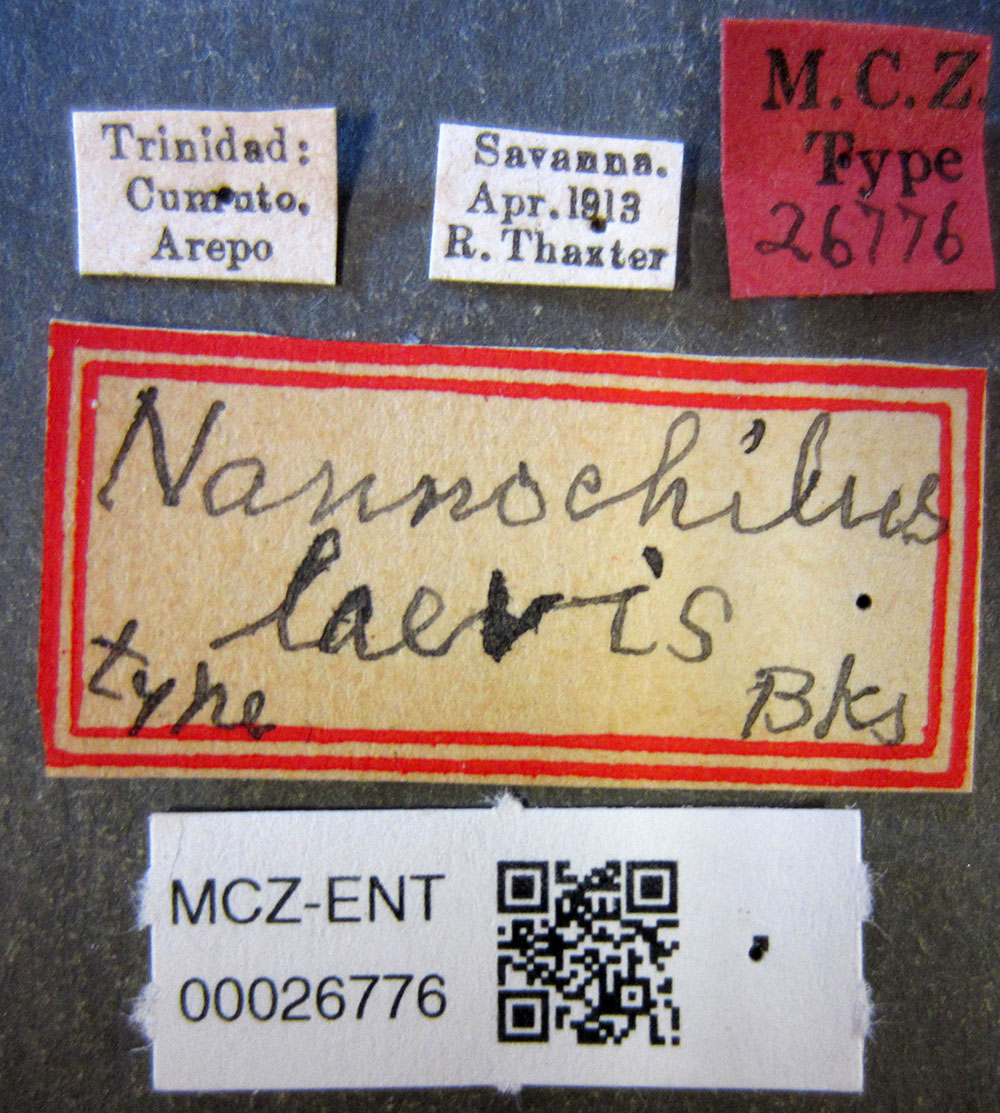 Trinidad:
Cumuto.
Arepo
Savanna.
Apr. 1913
R. Thaxter
M.C.Z.
Type
26776
Nannochilus
laevis
type
Bks
MCZ-ENT
00026776